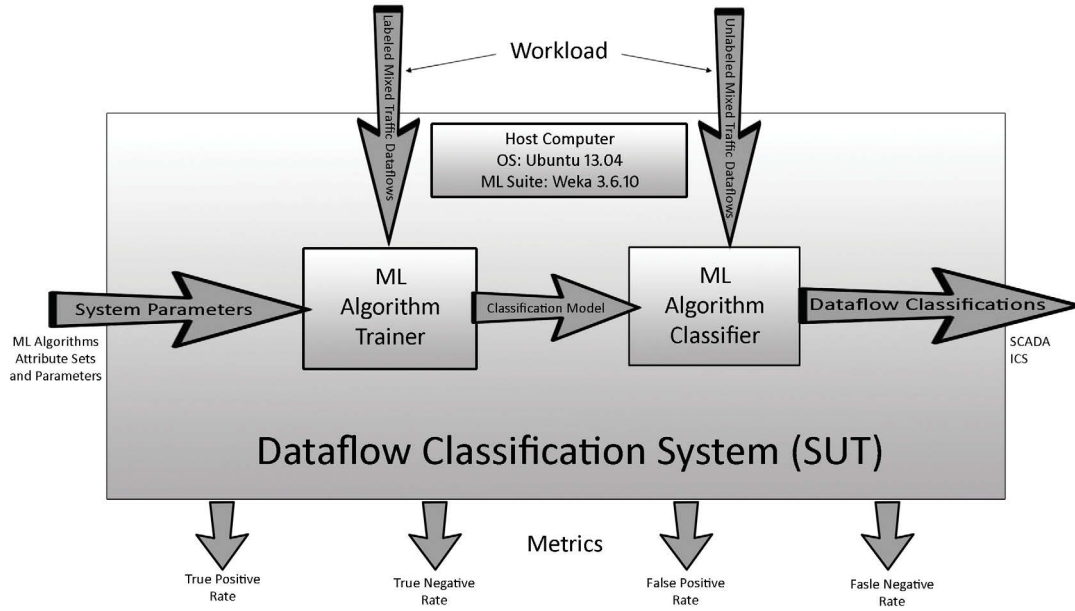 Workload
Labeled Mixed Traffic Dataflows
Unlabeled Mixed Traffic Dataflows
Host Computer
OS: Ubuntu 13.04
ML Suite: Weka 3.6.10
System Parameters
ML Algorithms
Attribute Sets
and Parameters
ML
Algorithm
Trainer
Classification Model
ML
Algorithm
Classifier
Dataflow Classifications
SCADA
ICS
Dataflow Classification System (SUT)
Metrics
True Positive
Rate
True Negative
Rate
False Positive
Rate
Fasle Negative
Rate